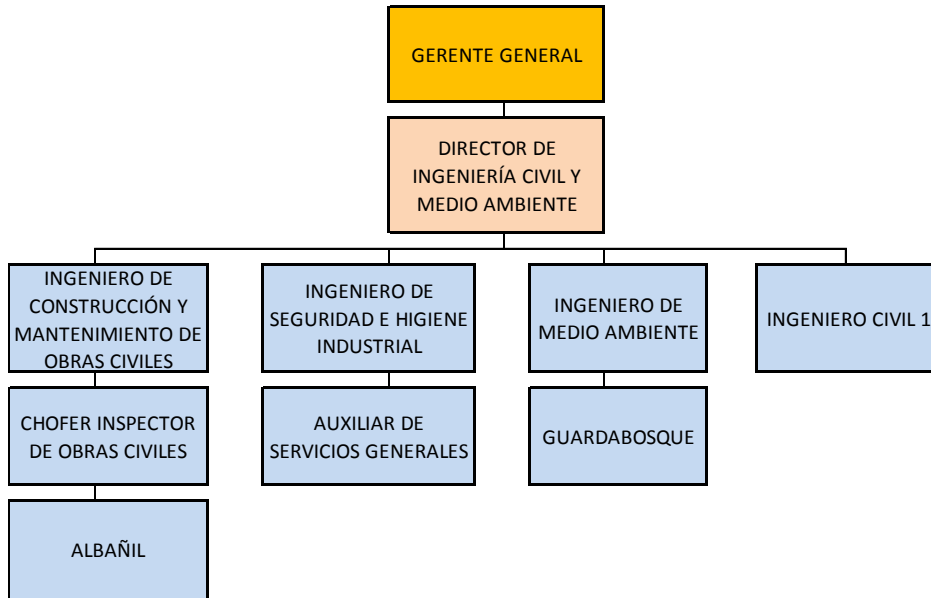 GERENTE GENERAL
DIRECTOR DE
INGENIERÍA CIVIL Y
MEDIO AMBIENTE
INGENIERO DE
CONSTRUCCIÓN Y
MANTENIMIENTO DE
OBRAS CIVILES
INGENIERO DE
SEGURIDAD E HIGIENE
INDUSTRIAL
INGENIERO DE
MEDIO AMBIENTE
INGENIERO CIVIL 1
CHOFER INSPECTOR
DE OBRAS CIVILES
AUXILIAR DE
SERVICIOS GENERALES
GUARDABOSQUE
ALBAÑIL